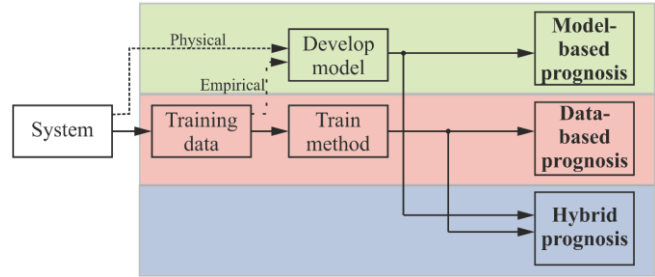 Physical
Develop
model
Model-
based
prognosis
Empirical
System
Training
data
Train
method
Data-
based
prognosis
Hybrid
prognosis